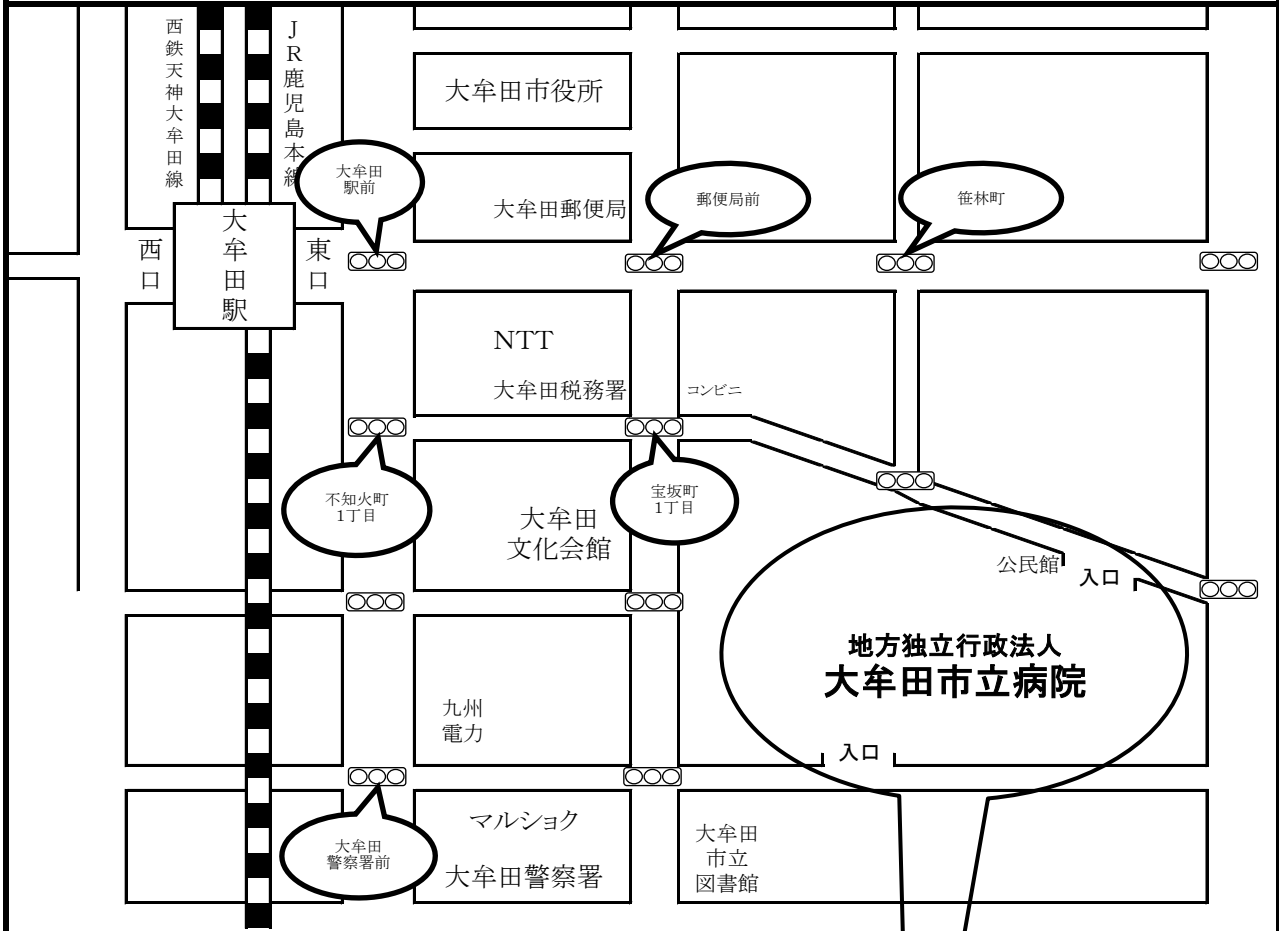 西鉄天神大牟田線
JR鹿児島本線
大牟田市役所
大牟田
駅前
大牟田郵便局
郵便局前
笹林町
西口
大牟田駅
東口
NTT
大牟田税務署
コンビニ
不知火町
1丁目
大牟田
文化会館
宝坂町
1丁目
公民館
入口
地方独立行政法人
大牟田市立病院
九州
電力
入口
大牟田
警察署前
マルショク
大牟田警察署
大牟田
市立
図書館